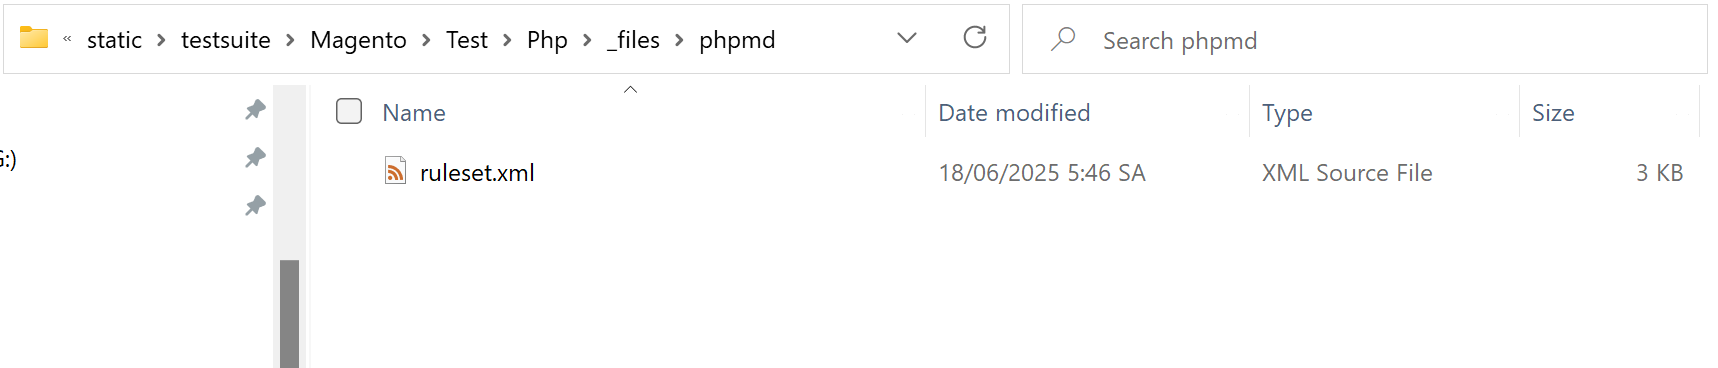 « static > testsuite > Magento > Test > Php > _files > phpmd
Search phpmd
Name Date modified Type Size
G:)
ruleset.xml 18/06/2025 5:46 SA XML Source File 3 KB